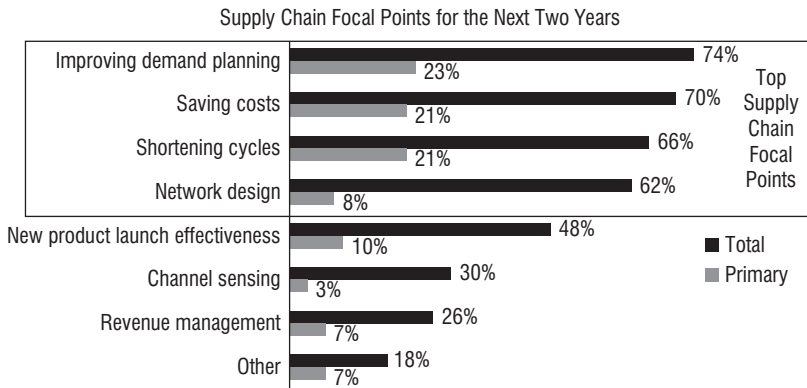 Supply Chain Focal Points for the Next Two Years
Improving demand planning
74%
23%
Saving costs
70%
21%
Shortening cycles
66%
21%
Network design
62%
8%
Top
Supply
Chain
Focal
Points
New product launch effectiveness
48%
10%
Channel sensing
30%
3%
Revenue management
26%
7%
Other
18%
7%
Total
Primary